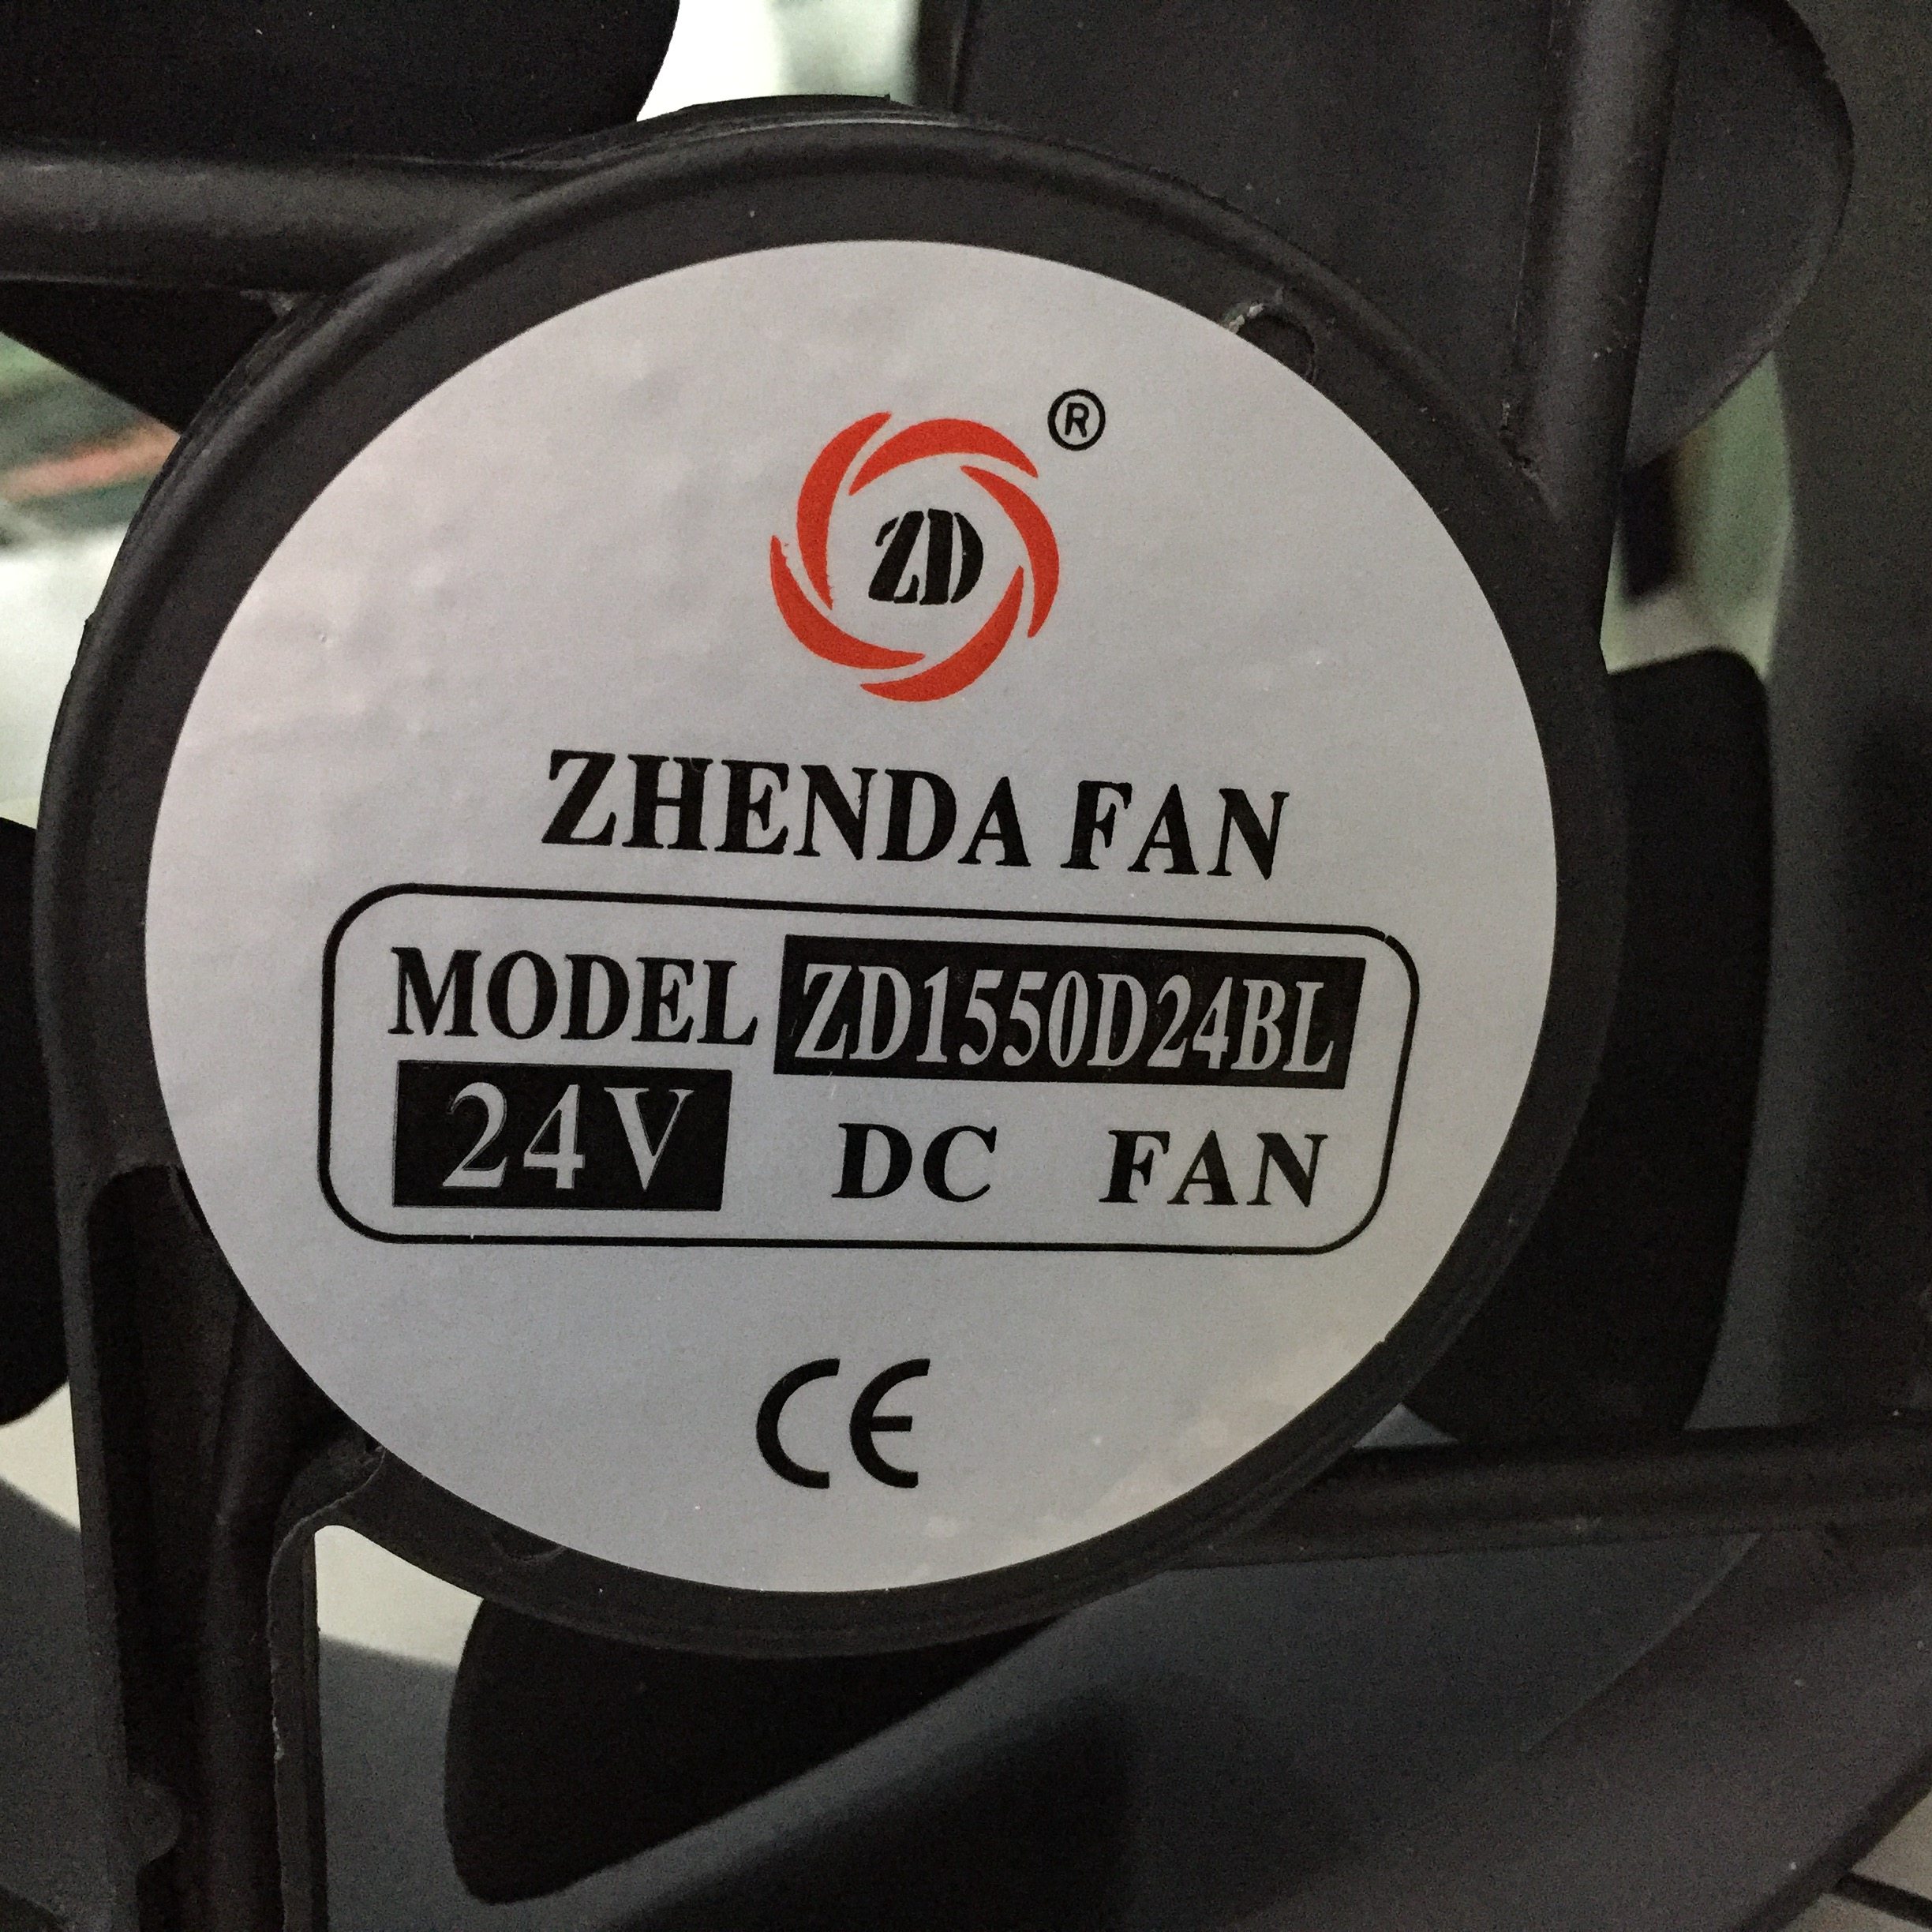 ®
ZD
ZHENDA FAN
MODEL ZD1550D24BL
24V DC FAN
CE